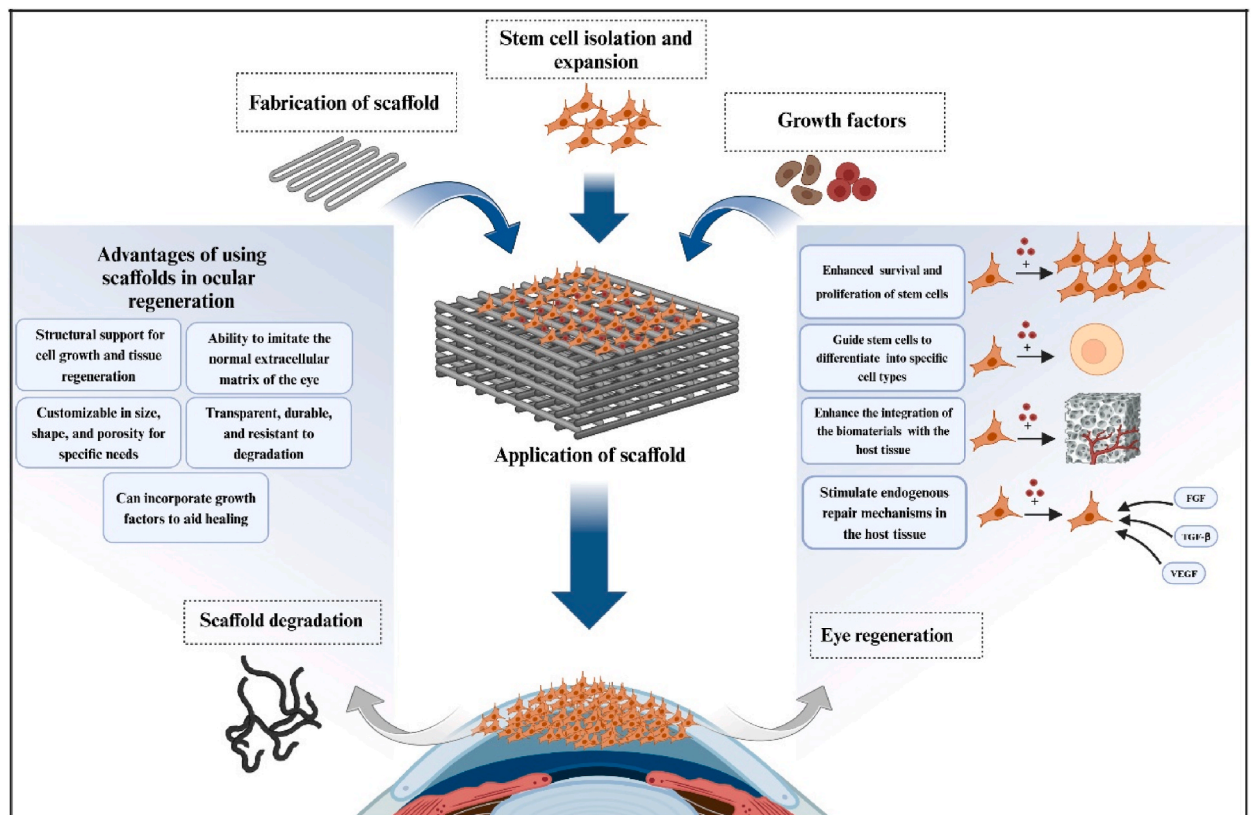 Stem cell isolation and
expansion
Fabrication of scaffold
Growth factors
Advantages of using
scaffolds in ocular
regeneration
Structural support for
cell growth and tissue
regeneration
Ability to imitate the
normal extracellular
matrix of the eye
Customizable in size,
shape, and porosity for
specific needs
Transparent, durable,
and resistant to
degradation
Can incorporate growth
factors to aid healing
Application of scaffold
Enhanced survival and
proliferation of stem cells
+
Guide stem cells to
differentiate into specific
cell types
+
Enhance the integration of
the biomaterials with the
host tissue
+
Stimulate endogenous
repair mechanisms in
the host tissue
+
FGF
TGF-β
VEGF
Scaffold degradation
Eye regeneration